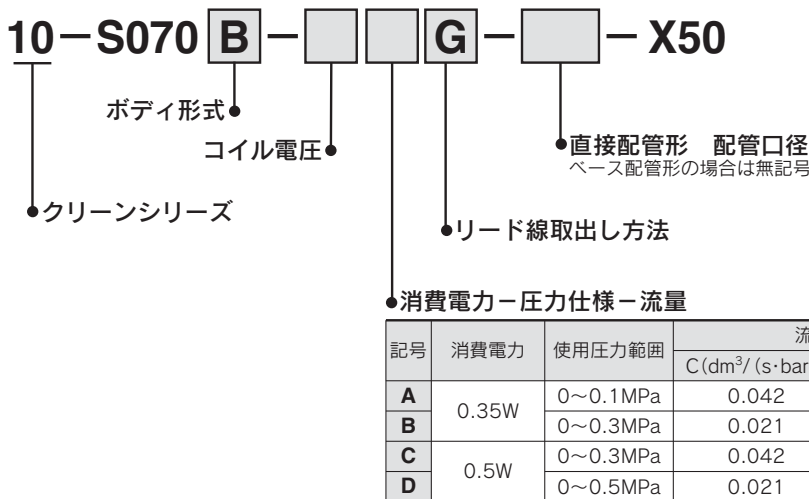 10－S070 B － G － － X50
ボディ形式
コイル電圧
直接配管形　配管口径
ベース配管形の場合は無記号
クリーンシリーズ
リード線取出し方法
消費電力－圧力仕様－流量
記号 消費電力 使用圧力範囲 流
C(dm³/(s･bar
A 0.35W 0～0.1MPa 0.042
B 0～0.3MPa 0.021
C 0.5W 0～0.3MPa 0.042
D 0～0.5MPa 0.021